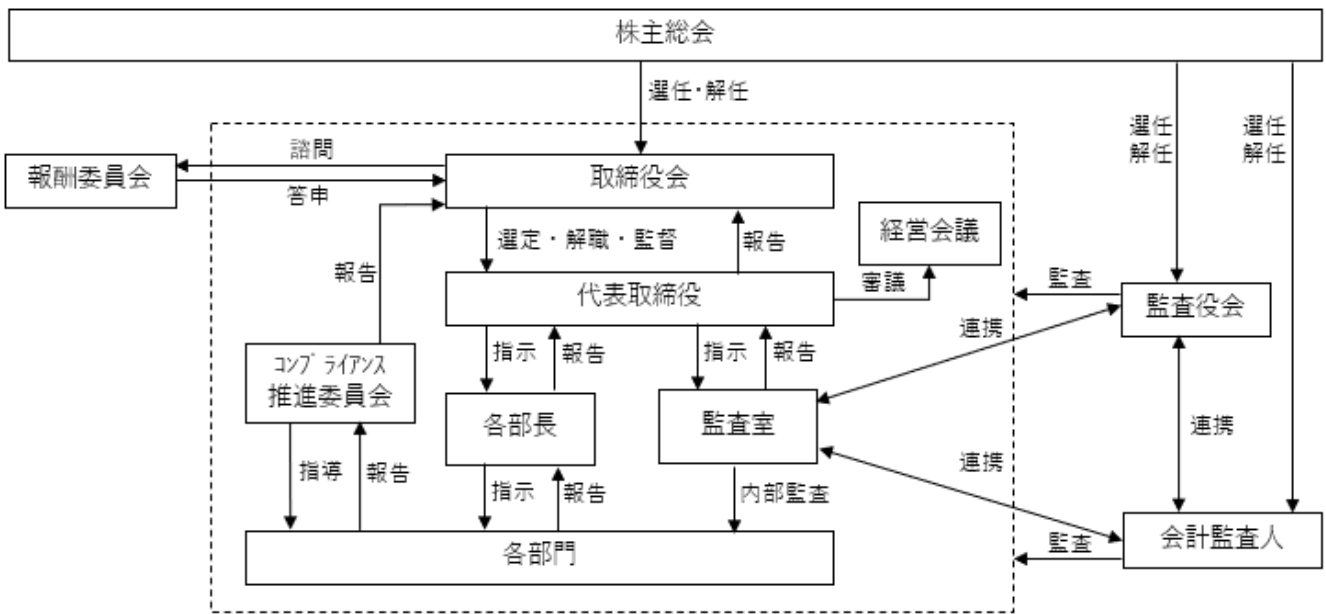 株主総会
選任・解任
選任
解任
選任
解任
諮問
報酬委員会
取締役会
答申
選定・解職・監督
報告
経営会議
報告
審議
代表取締役
監査
監査役会
指示
報告
指示
報告
連携
コンプライアンス
推進委員会
各部長
監査室
連携
指導
報告
指示
報告
内部監査
連携
各部門
監査
会計監査人